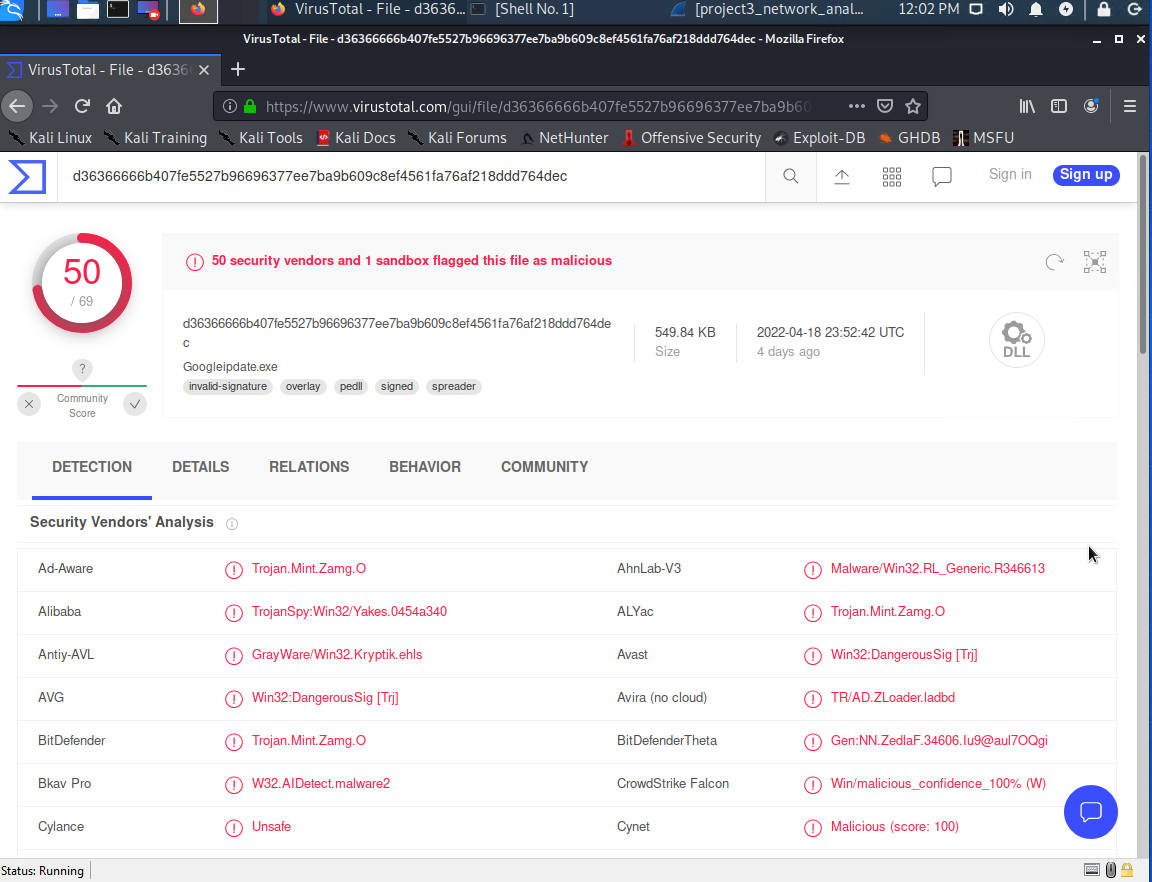 VirusTotal - File - d3636... [Shell No. 1] [project3_network_anal... 12:02 PM
VirusTotal - File - d36366666b407fe5527b96696377ee7ba9b609c8ef4561fa76af218ddd764dec - Mozilla Firefox
VirusTotal - File - d3636
https://www.virustotal.com/gui/file/d36366666b407fe5527b96696377ee7ba9b60
Kali Linux Kali Training Kali Tools Kali Docs Kali Forums NetHunter Offensive Security Exploit-DB GHDB MSFU
d36366666b407fe5527b96696377ee7ba9b609c8ef4561fa76af218ddd764dec
Sign in Sign up
50
/ 69
50 security vendors and 1 sandbox flagged this file as malicious
d36366666b407fe5527b96696377ee7ba9b609c8ef4561fa76af218ddd764de
c
Googleipdate.exe
invalid-signature overlay pedll signed spreader
549.84 KB
Size
2022-04-18 23:52:42 UTC
4 days ago
DLL
?
Community
Score
DETECTION DETAILS RELATIONS BEHAVIOR COMMUNITY
Security Vendors' Analysis
Ad-Aware Trojan.Mint.Zamg.O AhnLab-V3 Malware/Win32.RL_Generic.R346613
Alibaba TrojanSpy:Win32/Yakes.0454a340 ALYac Trojan.Mint.Zamg.O
Antiy-AVL GrayWare/Win32.Kryptik.ehls Avast Win32:DangerousSig [Trj]
AVG Win32:DangerousSig [Trj] Avira (no cloud) TR/AD.ZLoader.ladbd
BitDefender Trojan.Mint.Zamg.O BitDefenderTheta Gen:NN.ZedlaF.34606.Iu9@aul7OQgi
Bkav Pro W32.AIDetect.malware2 CrowdStrike Falcon Win/malicious_confidence_100% (W)
Cylance Unsafe Cynet Malicious (score: 100)
Status: Running